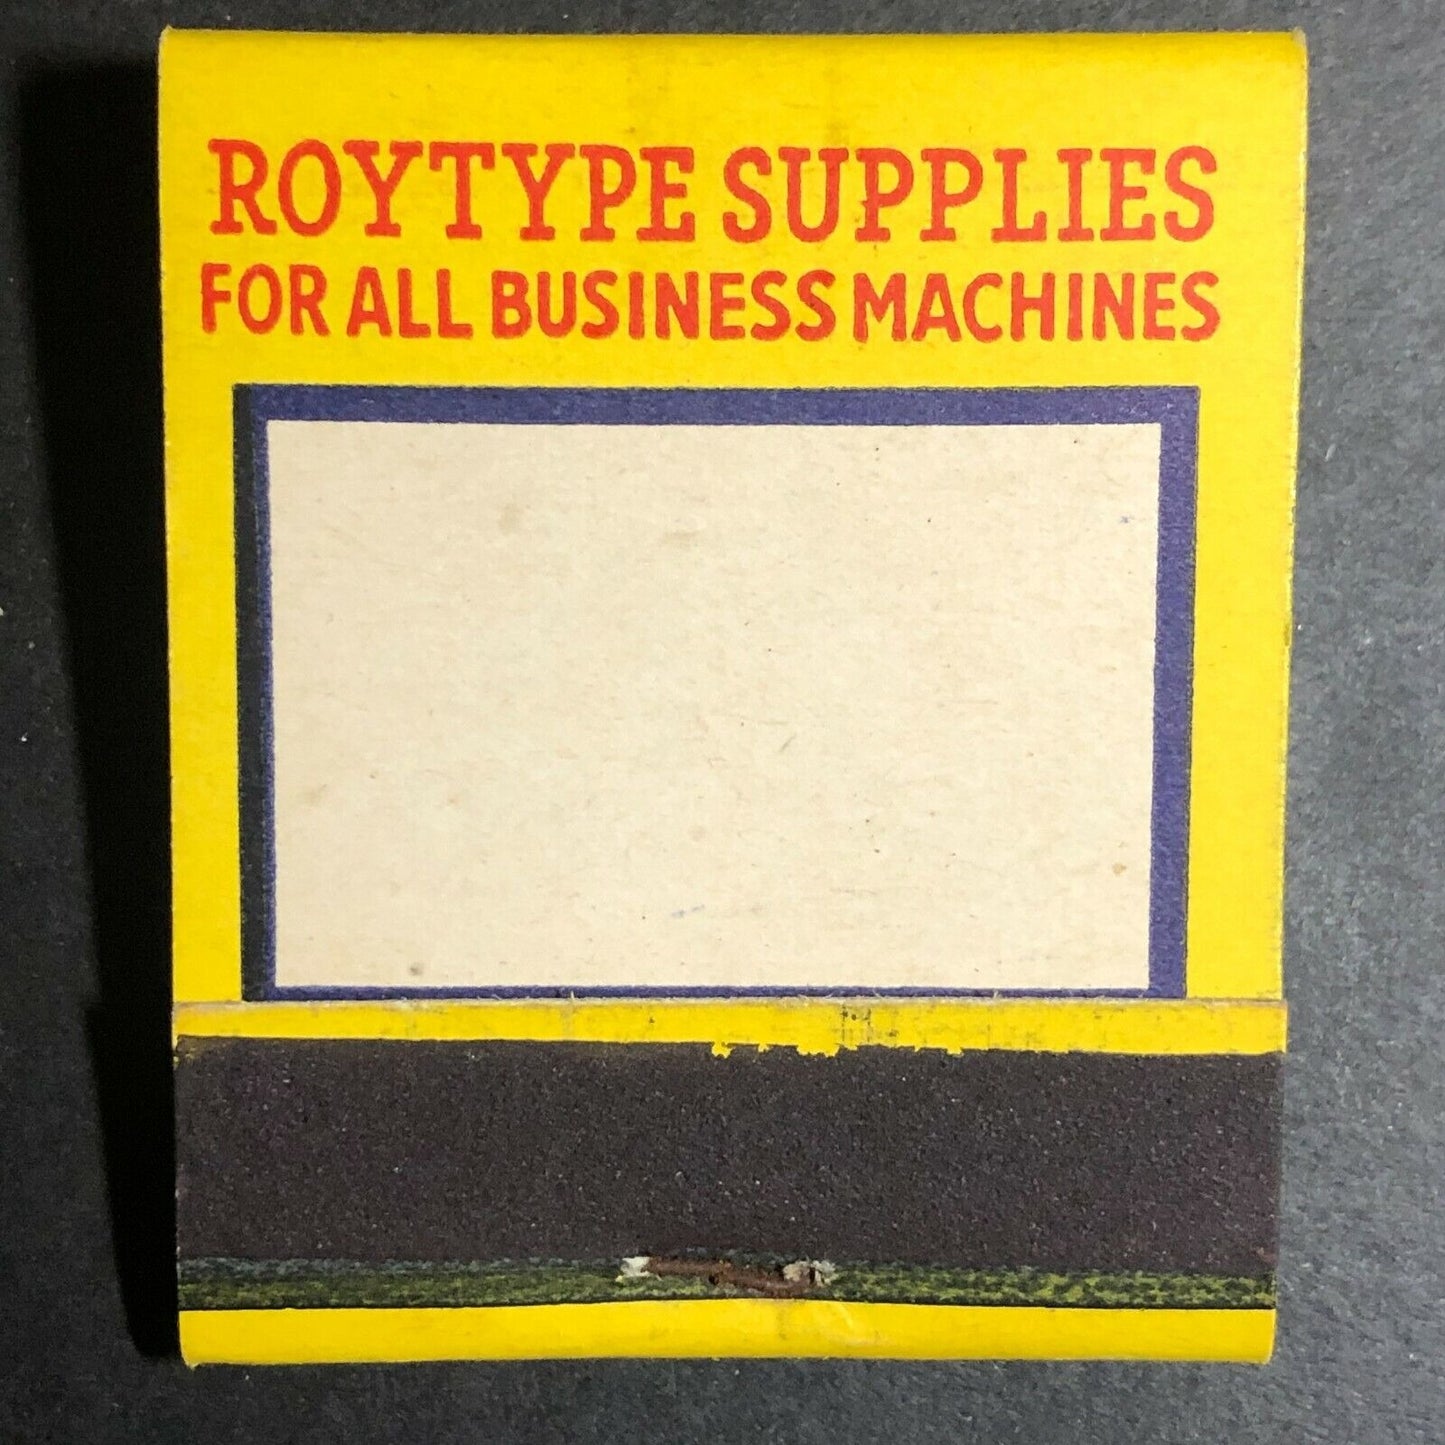 ROYTYPE SUPPLIES
FOR ALL BUSINESS MACHINES